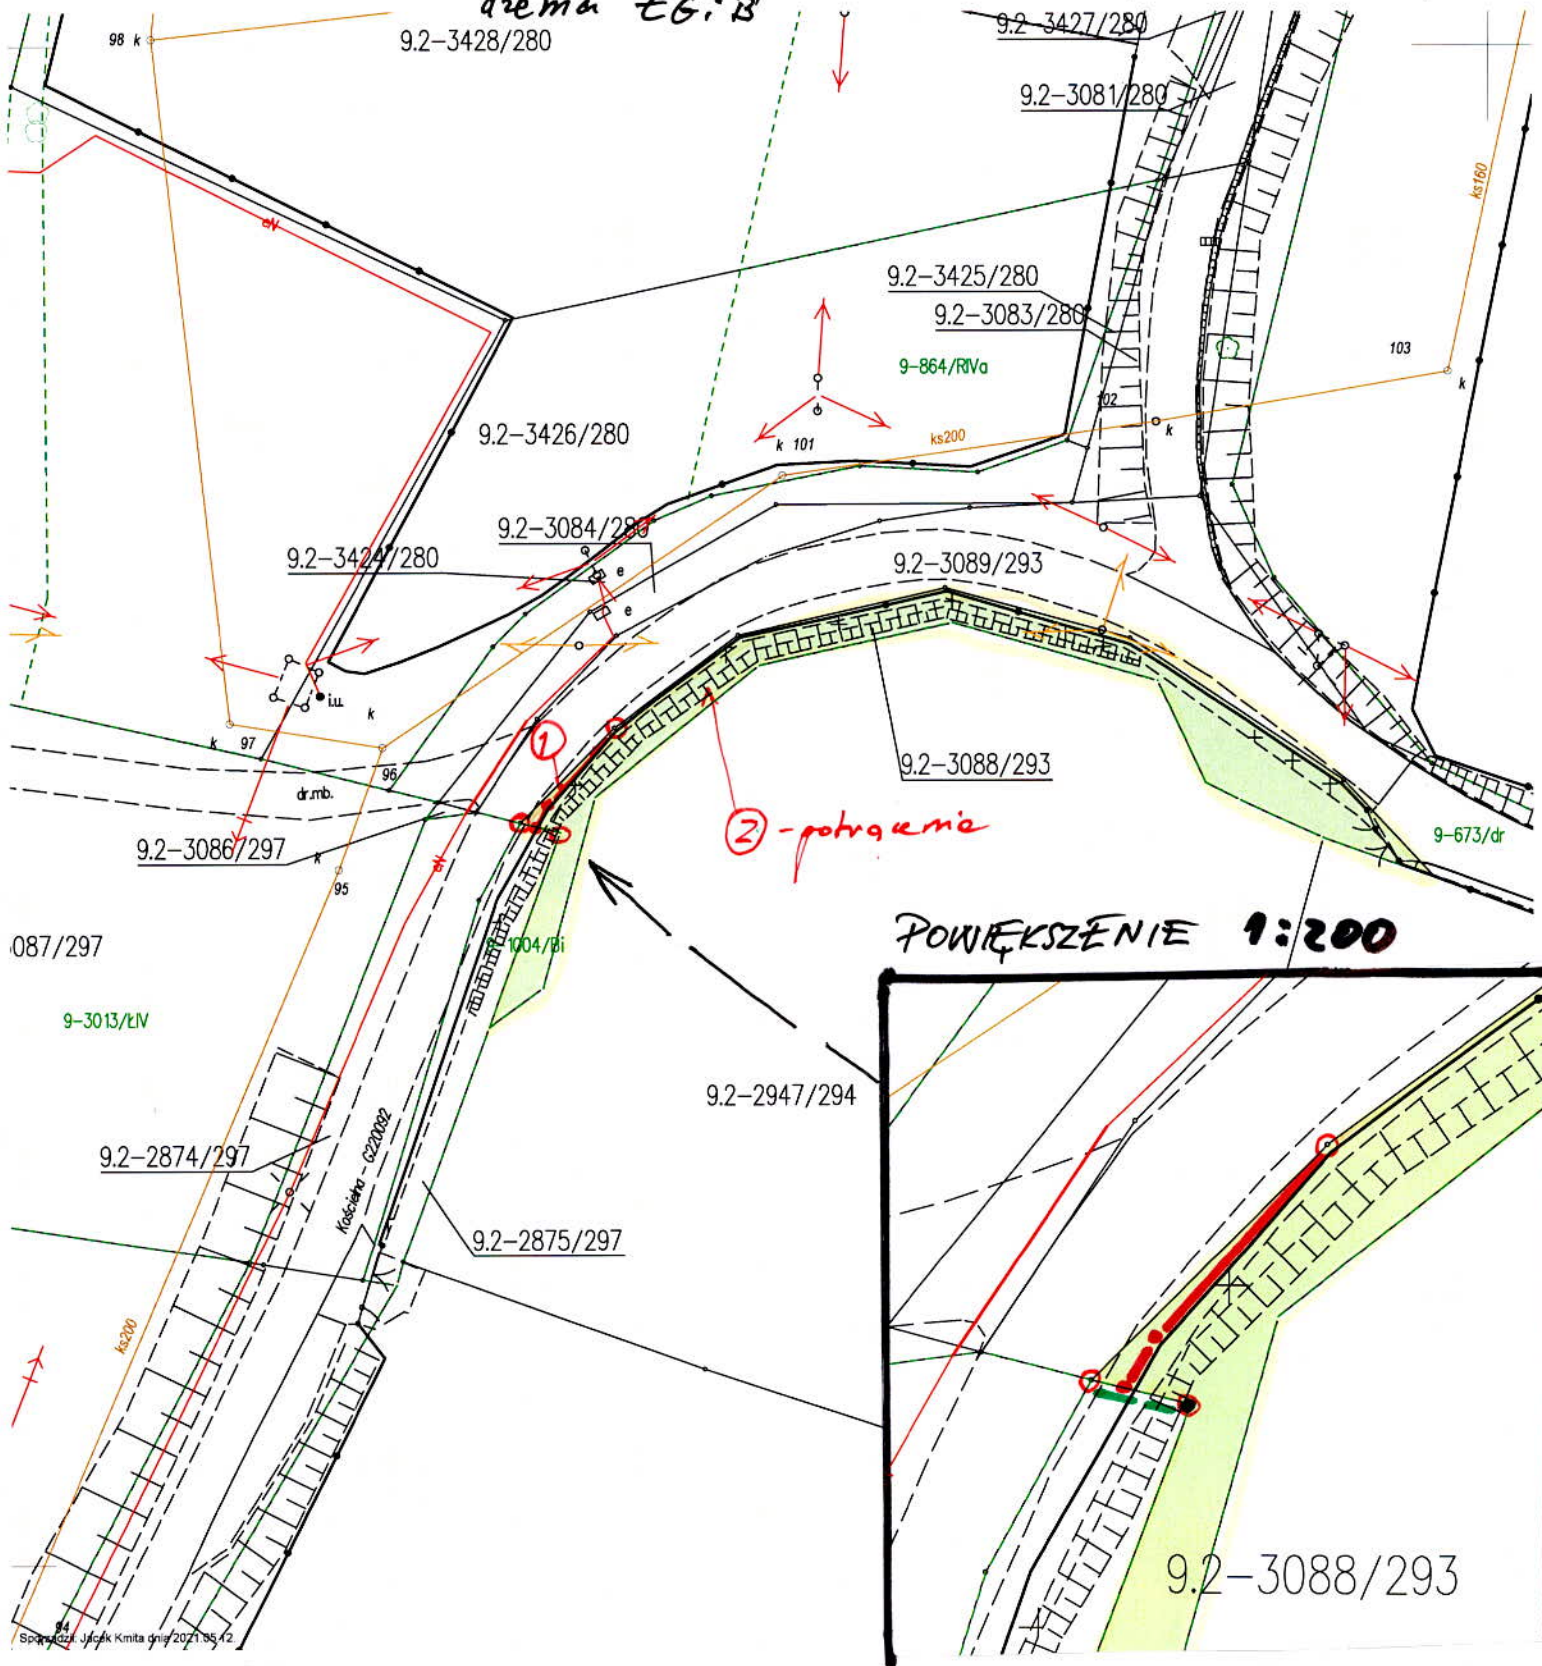 9.2-3427/280
98 k
9.2-3428/280
9.2-3081/280
ks160
eN
9.2-3425/280
9.2-3083/280
103
9-864/RIVa
k
102
9.2-3426/280
k 101
ks200
k
9.2-3084/280
9.2-3424/280
9.2-3089/293
e
e
i.u.
k
k 97
1
96
9.2-3088/293
dr.mb.
2 - potrącenie
9-673/dr
9.2-3086/297
k
eN
95
POWIĘKSZENIE 1:200
087/297
1004/Bi
9-3013/ŁIV
9.2-2947/294
Kościelna - G220092
9.2-2874/297
9.2-2875/297
ks200
9.2-3088/293
94
Sporządził: Jacek Kmita dnia 2021.05.12.